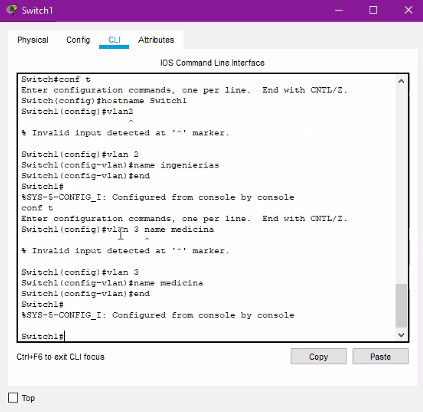 Switch1
Physical Config CLI Attributes
IOS Command Line Interface
Switch#conf t
Enter configuration commands, one per line. End with CNTL/Z.
Switch(config)#hostname Switch1
Switch1(config)#vlan2
^
% Invalid input detected at '^' marker.
Switch1(config)#vlan 2
Switch1(config-vlan)#name ingenierias
Switch1(config-vlan)#end
Switch1#
%SYS-5-CONFIG_I: Configured from console by console
conf t
Enter configuration commands, one per line. End with CNTL/Z.
Switch1(config)#vlan 3 name medicina
^
% Invalid input detected at '^' marker.
Switch1(config)#vlan 3
Switch1(config-vlan)#name medicina
Switch1(config-vlan)#end
Switch1#
%SYS-5-CONFIG_I: Configured from console by console
Switch1#
Ctrl+F6 to exit CLI focus Copy Paste
Top